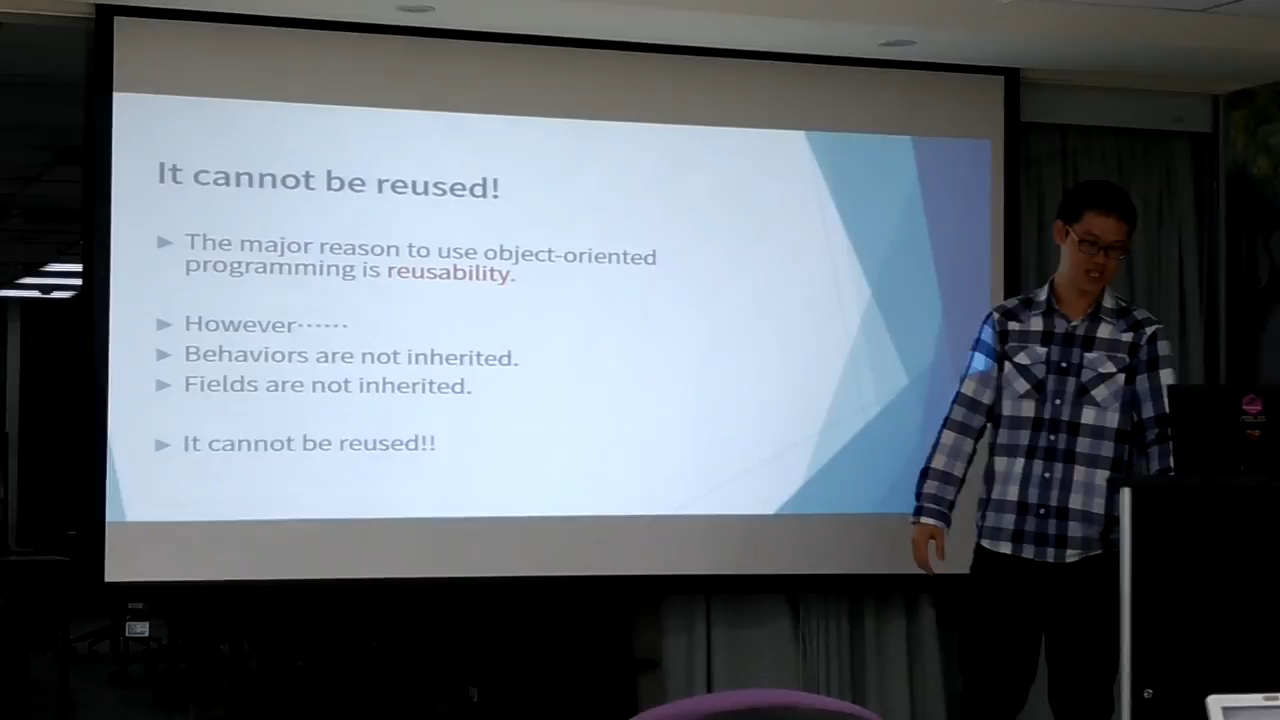 It cannot be reused!
The major reason to use object-oriented
programming is reusability.
However······
Behaviors are not inherited.
Fields are not inherited.
It cannot be reused!!